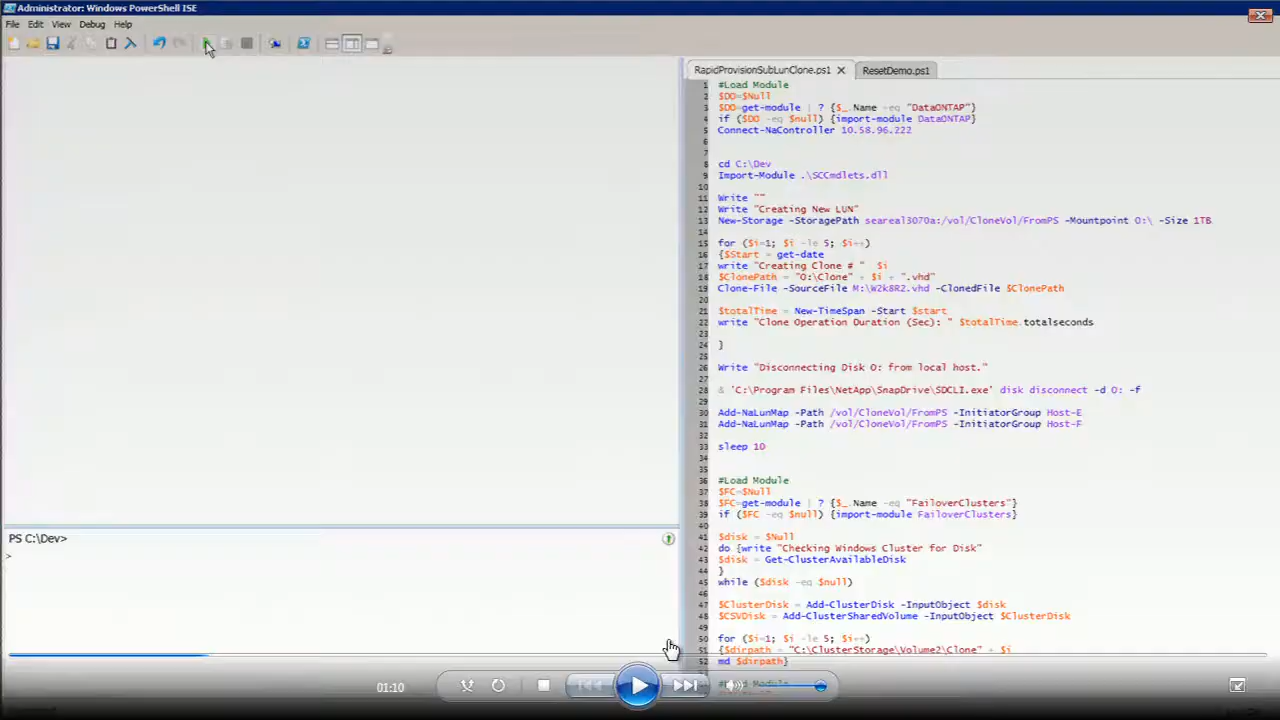 Administrator: Windows PowerShell ISE
File Edit View Debug Help
RapidProvisionSubLunClone.ps1 ResetDemo.ps1
1 #Load Module
2 $DO=$Null
3 $DO=get-module | ? {$_.Name -eq "DataONTAP"}
4 if ($DO -eq $null) {import-module DataONTAP}
5 Connect-NaController 10.58.96.222
6
7
8 cd C:\Dev
9 Import-Module .\SCCmdlets.dll
10
11 Write ""
12 Write "Creating New LUN"
13 New-Storage -StoragePath seareal3070a:/vol/CloneVol/FromPS -Mountpoint O:\ -Size 1TB
14
15 for ($i=1; $i -le 5; $i++)
16 {$Start = get-date
17 write "Creating Clone # " $i
18 $ClonePath = "O:\Clone" + $i + ".vhd"
19 Clone-File -SourceFile M:\W2k8R2.vhd -ClonedFile $ClonePath
20
21 $totalTime = New-TimeSpan -Start $start
22 write "Clone Operation Duration (Sec): " $totalTime.totalseconds
23
24 }
25
26 Write "Disconnecting Disk O: from local host."
27
28 & 'C:\Program Files\NetApp\SnapDrive\SDCLI.exe' disk disconnect -d O: -f
29
30 Add-NaLunMap -Path /vol/CloneVol/FromPS -InitiatorGroup Host-E
31 Add-NaLunMap -Path /vol/CloneVol/FromPS -InitiatorGroup Host-F
32
33 sleep 10
34
35
36 #Load Module
37 $FC=$Null
38 $FC=get-module | ? {$_.Name -eq "FailoverClusters"}
39 if ($FC -eq $null) {import-module FailoverClusters}
40
41 $disk = $Null
42 do {write "Checking Windows Cluster for Disk"
43 $disk = Get-ClusterAvailableDisk
44 }
45 while ($disk -eq $null)
46
47 $ClusterDisk = Add-ClusterDisk -InputObject $disk
48 $CSVDisk = Add-ClusterSharedVolume -InputObject $ClusterDisk
49
50 for ($i=1; $i -le 5; $i++)
51 {$dirpath = "C:\ClusterStorage\Volume2\Clone" + $i
52 md $dirpath}
PS C:\Dev>
>
01:10